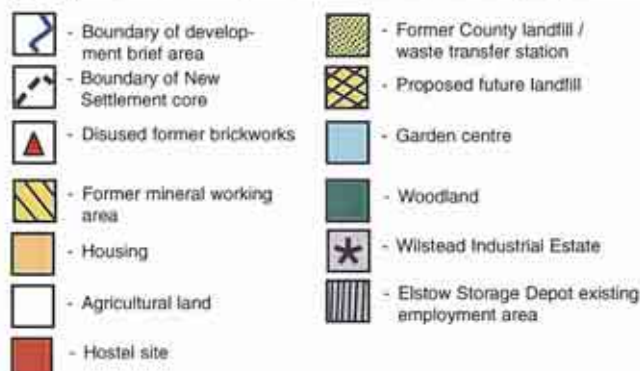 - Boundary of develop-
ment brief area
- Boundary of New
Settlement core
- Disused former brickworks
- Former mineral working
area
- Housing
- Agricultural land
- Hostel site
- Former County landfill /
waste transfer station
- Proposed future landfill
- Garden centre
- Woodland
- Wilstead Industrial Estate
- Elstow Storage Depot existing
employment area